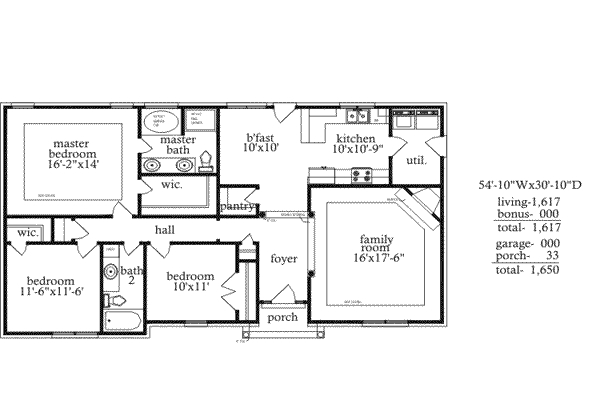 master
bedroom
16'-2"x14'
master
bath
b'fast
10'x10'
kitchen
10'x10'-9"
util.
wic.
pantry
wic.
hall
foyer
family
room
16'x17'-6"
bedroom
11'-6"x11'-6'
bath
2
bedroom
10'x11'
porch
54'-10"Wx30'-10"D
living-1,617
bonus- 000
total- 1,617
garage- 000
porch- 33
total- 1,650